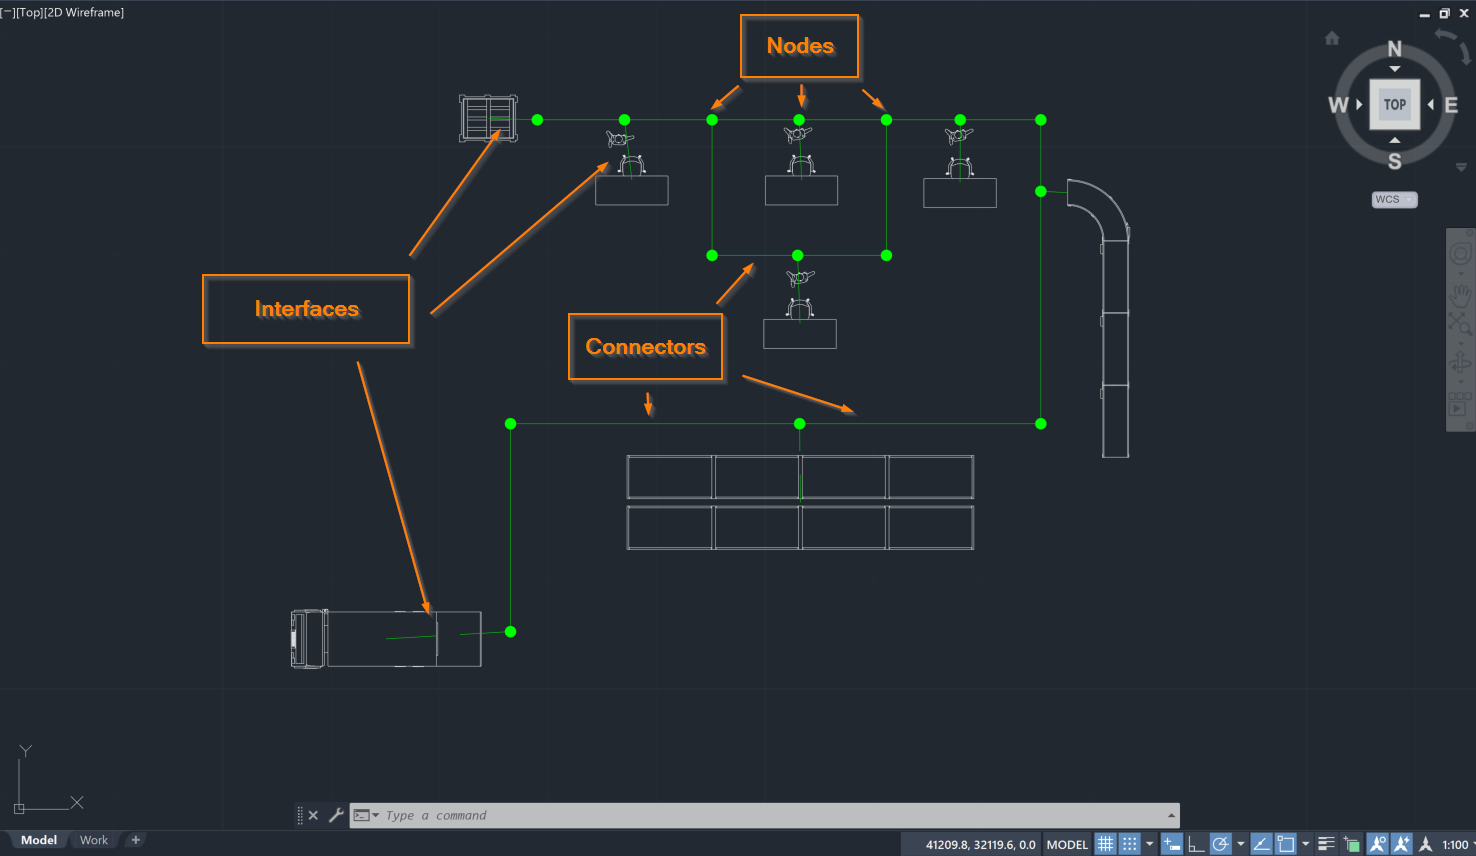 [−][Top][2D Wireframe]
Nodes
N
W
TOP
E
S
WCS
Interfaces
Connectors
Y
X
Type a command
Model
Work
+
41209.8, 32119.6, 0.0
MODEL
1:100